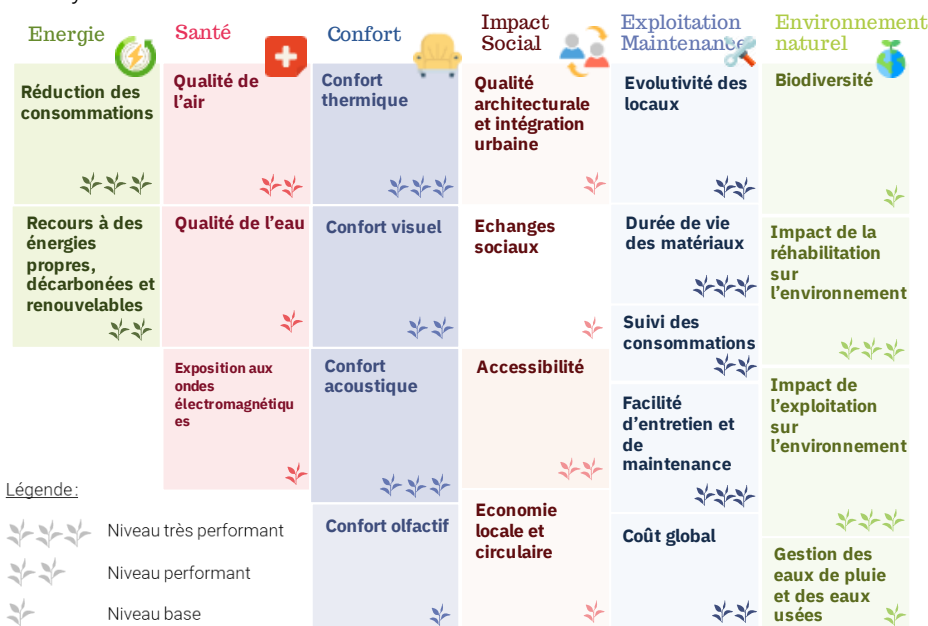 Energie
Réduction des
consommations
Recours à des
énergies
propres,
décarbonées et
renouvelables
Santé
Qualité de
l'air
Qualité de l'eau
Exposition aux
ondes
électromagnétiqu
es
Confort
Confort
thermique
Confort visuel
Confort
acoustique
Confort olfactif
Impact
Social
Qualité
architecturale
et intégration
urbaine
Echanges
sociaux
Accessibilité
Economie
locale et
circulaire
Exploitation
Maintenance
Evolutivité des
locaux
Durée de vie
des matériaux
Suivi des
consommations
Facilité
d'entretien et
de
maintenance
Coût global
Environnement
naturel
Biodiversité
Impact de la
réhabilitation
sur
l'environnement
Impact de
l'exploitation
sur
l'environnement
Gestion des
eaux de pluie
et des eaux
usées
Légende:
Niveau très performant
Niveau performant
Niveau base